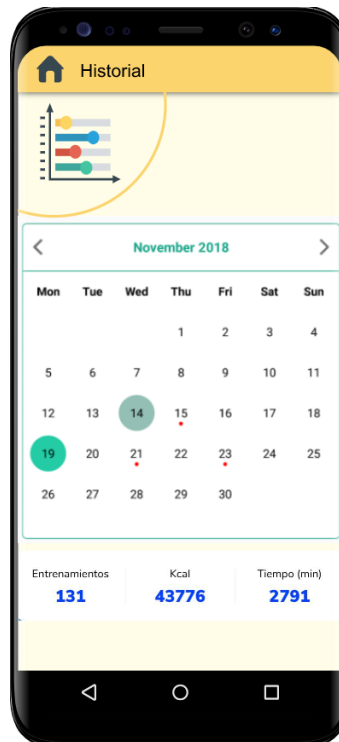 Historial
November 2018
Mon Tue Wed Thu Fri Sat Sun
1 2 3 4
5 6 7 8 9 10 11
12 13 14 15 16 17 18
19 20 21 22 23 24 25
26 27 28 29 30
Entrenamientos Kcal Tiempo (min)
131 43776 2791